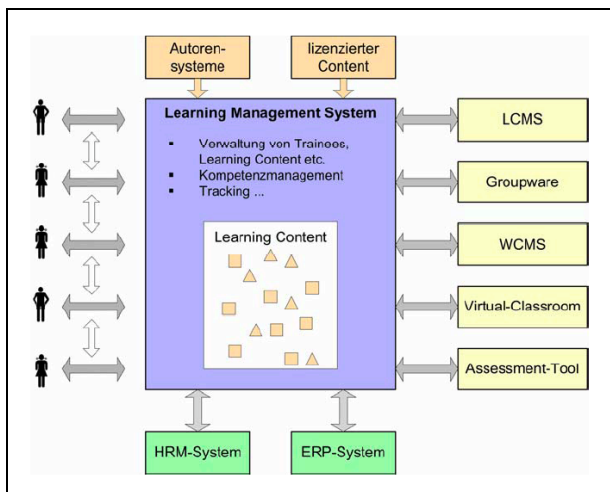 Autoren-
systeme
lizenzierter
Content
Learning Management System
▪ Verwaltung von Trainees,
Learning Content etc.
▪ Kompetenzmanagement
▪ Tracking ...
Learning Content
LCMS
Groupware
WCMS
Virtual-Classroom
Assessment-Tool
HRM-System
ERP-System